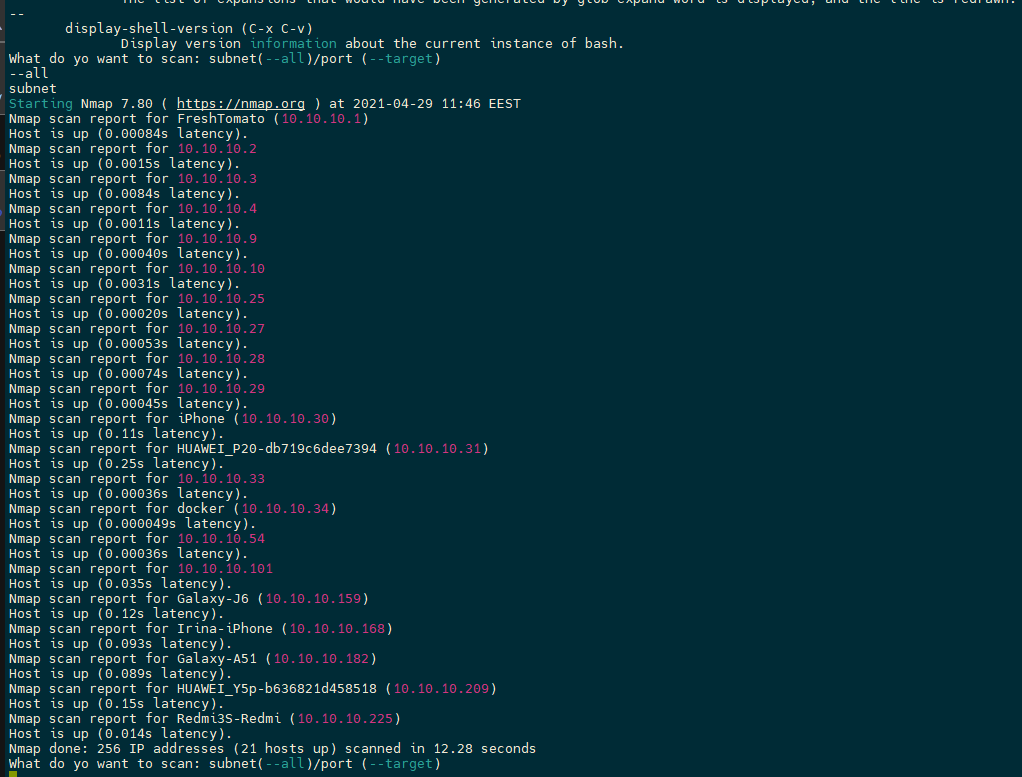 The list of expansions that would have been generated by glob-expand-word is displayed, and the line is redrawn.
--
display-shell-version (C-x C-v)
Display version information about the current instance of bash.
What do yo want to scan: subnet(--all)/port (--target)
--all
subnet
Starting Nmap 7.80 ( https://nmap.org ) at 2021-04-29 11:46 EEST
Nmap scan report for FreshTomato (10.10.10.1)
Host is up (0.00084s latency).
Nmap scan report for 10.10.10.2
Host is up (0.0015s latency).
Nmap scan report for 10.10.10.3
Host is up (0.0084s latency).
Nmap scan report for 10.10.10.4
Host is up (0.0011s latency).
Nmap scan report for 10.10.10.9
Host is up (0.00040s latency).
Nmap scan report for 10.10.10.10
Host is up (0.0031s latency).
Nmap scan report for 10.10.10.25
Host is up (0.00020s latency).
Nmap scan report for 10.10.10.27
Host is up (0.00053s latency).
Nmap scan report for 10.10.10.28
Host is up (0.00074s latency).
Nmap scan report for 10.10.10.29
Host is up (0.00045s latency).
Nmap scan report for iPhone (10.10.10.30)
Host is up (0.11s latency).
Nmap scan report for HUAWEI_P20-db719c6dee7394 (10.10.10.31)
Host is up (0.25s latency).
Nmap scan report for 10.10.10.33
Host is up (0.00036s latency).
Nmap scan report for docker (10.10.10.34)
Host is up (0.000049s latency).
Nmap scan report for 10.10.10.54
Host is up (0.00036s latency).
Nmap scan report for 10.10.10.101
Host is up (0.035s latency).
Nmap scan report for Galaxy-J6 (10.10.10.159)
Host is up (0.12s latency).
Nmap scan report for Irina-iPhone (10.10.10.168)
Host is up (0.093s latency).
Nmap scan report for Galaxy-A51 (10.10.10.182)
Host is up (0.089s latency).
Nmap scan report for HUAWEI_Y5p-b636821d458518 (10.10.10.209)
Host is up (0.15s latency).
Nmap scan report for Redmi3S-Redmi (10.10.10.225)
Host is up (0.014s latency).
Nmap done: 256 IP addresses (21 hosts up) scanned in 12.28 seconds
What do yo want to scan: subnet(--all)/port (--target)